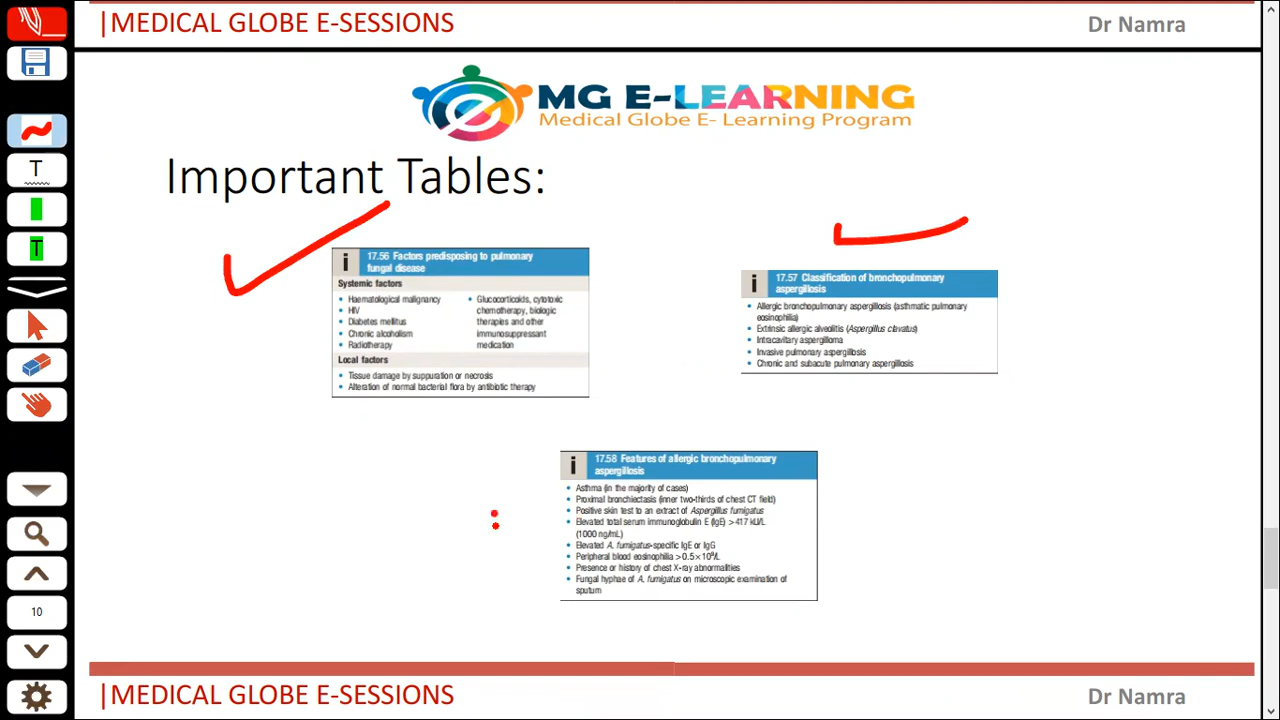 |MEDICAL GLOBE E-SESSIONS
Dr Namra
MG E-LEARNING
Medical Globe E- Learning Program
Important Tables:
i
17.56 Factors predisposing to pulmonary
fungal disease
Systemic factors
• Haematological malignancy
• HIV
• Diabetes mellitus
• Chronic alcoholism
• Radiotherapy
• Glucocorticoids, cytotoxic
chemotherapy, biologic
therapies and other
immunosuppressant
medication
Local factors
• Tissue damage by suppuration or necrosis
• Alteration of normal bacterial flora by antibiotic therapy
i
17.57 Classification of bronchopulmonary
aspergillosis
• Allergic bronchopulmonary aspergillosis (asthmatic pulmonary
eosinophilia)
• Extrinsic allergic alveolitis (Aspergillus clavatus)
• Intracavitary aspergilloma
• Invasive pulmonary aspergillosis
• Chronic and subacute pulmonary aspergillosis
i
17.58 Features of allergic bronchopulmonary
aspergillosis
• Asthma (in the majority of cases)
• Proximal bronchiectasis (inner two-thirds of chest CT field)
• Positive skin test to an extract of Aspergillus fumigatus
• Elevated total serum immunoglobulin E (IgE) >417 kU/L
(1000 ng/mL)
• Elevated A. fumigatus-specific IgE or IgG
• Peripheral blood eosinophilia >0.5×10⁹/L
• Presence or history of chest X-ray abnormalities
• Fungal hyphae of A. fumigatus on microscopic examination of
sputum
|MEDICAL GLOBE E-SESSIONS
Dr Namra
T
T
10